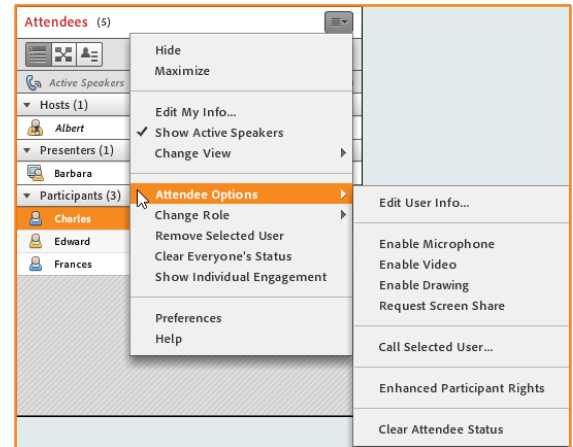 Attendees (5)
Active Speakers
Hosts (1)
Albert
Presenters (1)
Barbara
Participants (3)
Charles
Edward
Frances
Hide
Maximize
Edit My Info...
Show Active Speakers
Change View
Attendee Options
Change Role
Remove Selected User
Clear Everyone's Status
Show Individual Engagement
Preferences
Help
Edit User Info...
Enable Microphone
Enable Video
Enable Drawing
Request Screen Share
Call Selected User...
Enhanced Participant Rights
Clear Attendee Status